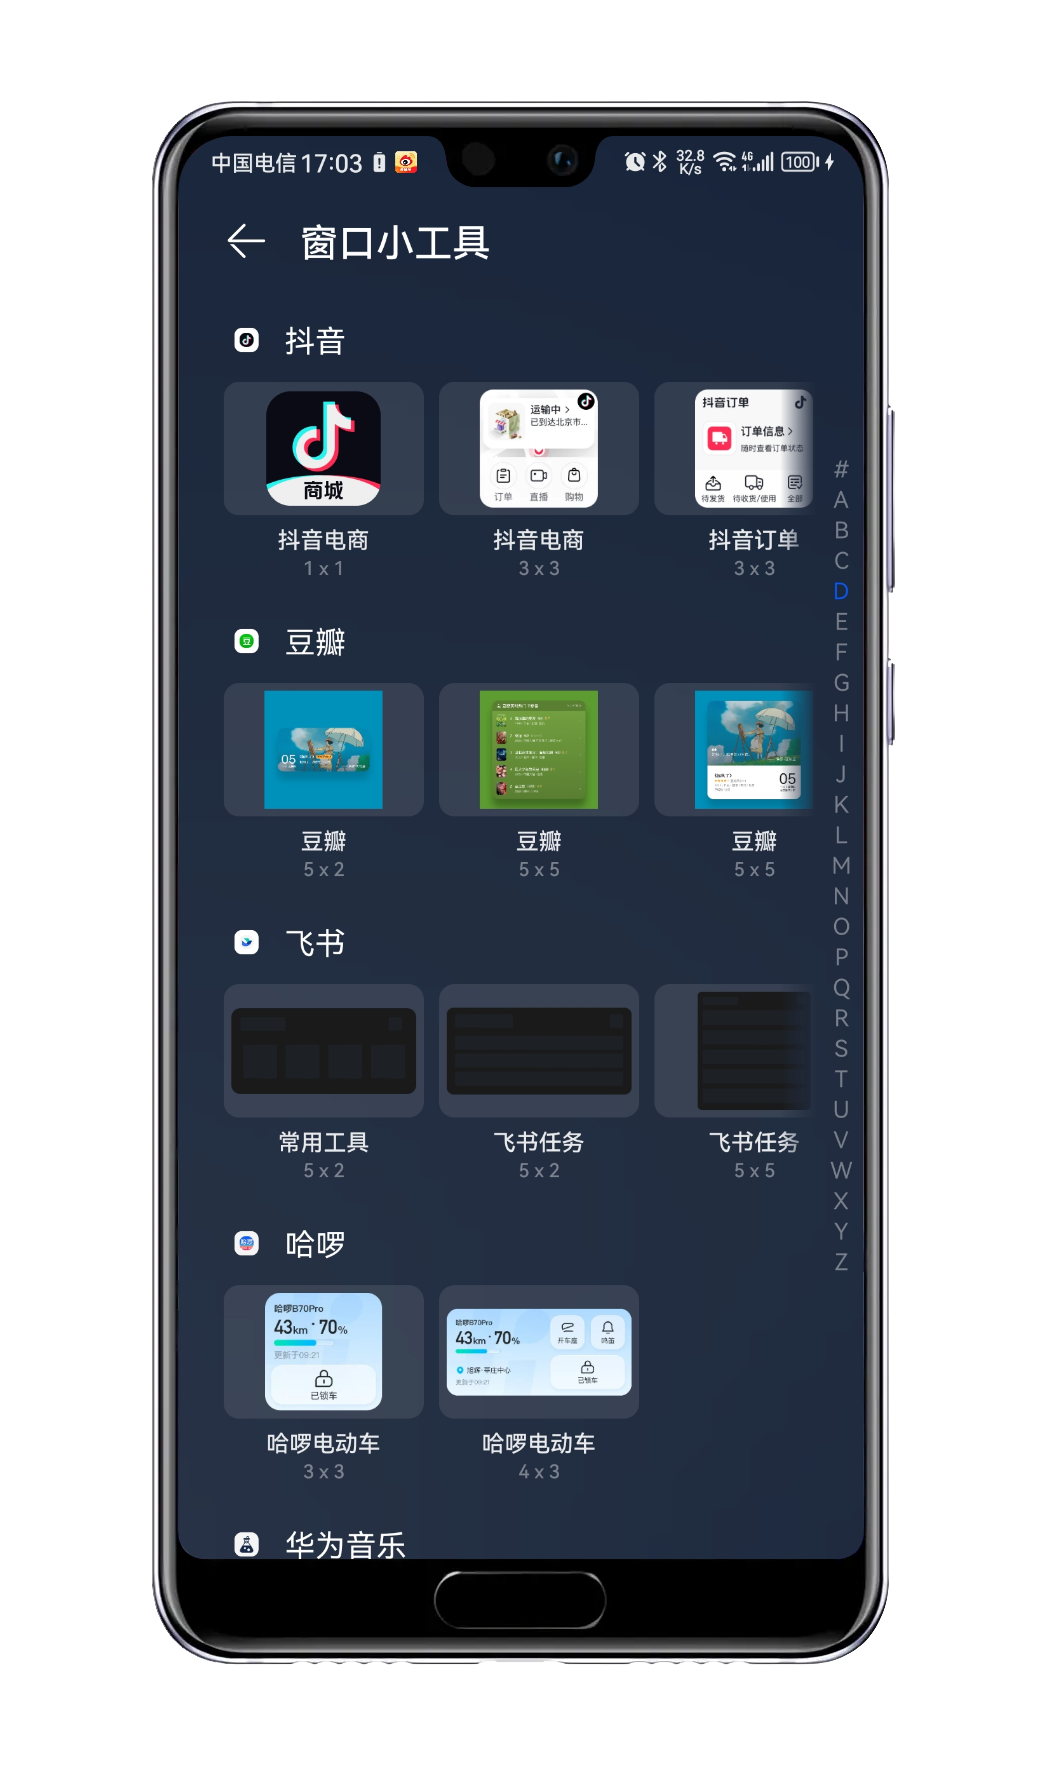 中国电信 17:03
32.8 K/s
4G
100
窗口小工具
抖音
商城
运输中 >
已到达北京市...
订单 直播 购物
抖音订单
订单信息 >
随时查看订单状态
待发货 待收货/使用 全部
抖音电商
抖音电商
抖音订单
1 x 1
3 x 3
3 x 3
豆瓣
05
05
豆瓣
豆瓣
豆瓣
5 x 2
5 x 5
5 x 5
飞书
常用工具
飞书任务
飞书任务
5 x 2
5 x 2
5 x 5
哈啰
哈啰B70Pro
43km · 70%
更新于09:21
已锁车
哈啰B70Pro
43km · 70%
更新于09:21
开车座 鸣笛
已锁车
哈啰电动车
哈啰电动车
3 x 3
4 x 3
华为音乐
#
A
B
C
D
E
F
G
H
I
J
K
L
M
N
O
P
Q
R
S
T
U
V
W
X
Y
Z